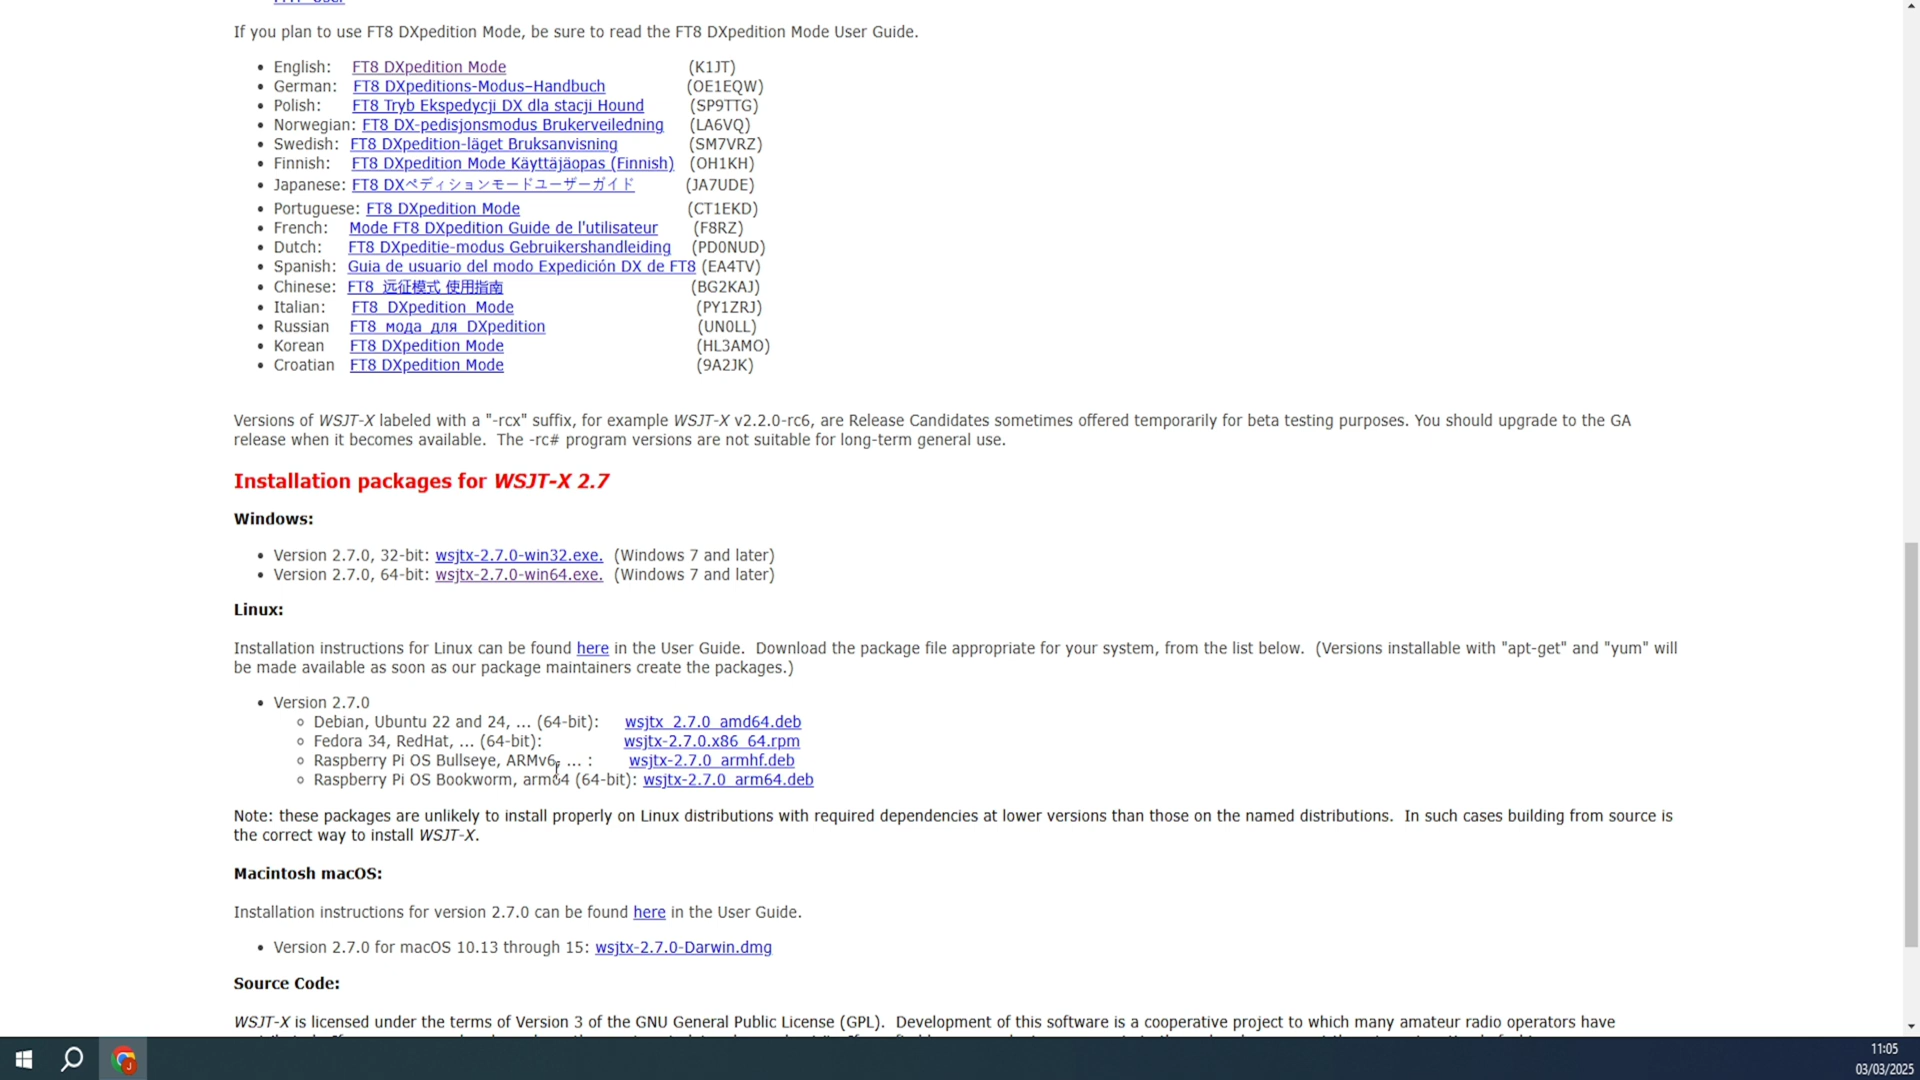 If you plan to use FT8 DXpedition Mode, be sure to read the FT8 DXpedition Mode User Guide.
English: FT8 DXpedition Mode (K1JT)
German: FT8 DXpeditions-Modus–Handbuch (OE1EQW)
Polish: FT8 Tryb Ekspedycji DX dla stacji Hound (SP9TTG)
Norwegian: FT8 DX-pedisjonsmodus Brukerveiledning (LA6VQ)
Swedish: FT8 DXpedition-läget Bruksanvisning (SM7VRZ)
Finnish: FT8 DXpedition Mode Käyttäjäopas (Finnish) (OH1KH)
Japanese: FT8 DXペディションモードユーザーガイド (JA7UDE)
Portuguese: FT8 DXpedition Mode (CT1EKD)
French: Mode FT8 DXpedition Guide de l'utilisateur (F8RZ)
Dutch: FT8 DXpeditie-modus Gebruikershandleiding (PD0NUD)
Spanish: Guia de usuario del modo Expedición DX de FT8 (EA4TV)
Chinese: FT8 远征模式 使用指南 (BG2KAJ)
Italian: FT8 DXpedition Mode (PY1ZRJ)
Russian FT8 мода для DXpedition (UN0LL)
Korean FT8 DXpedition Mode (HL3AMO)
Croatian FT8 DXpedition Mode (9A2JK)
Versions of WSJT-X labeled with a "-rcx" suffix, for example WSJT-X v2.2.0-rc6, are Release Candidates sometimes offered temporarily for beta testing purposes. You should upgrade to the GA
release when it becomes available. The -rc# program versions are not suitable for long-term general use.
Installation packages for WSJT-X 2.7
Windows:
Version 2.7.0, 32-bit: wsjtx-2.7.0-win32.exe. (Windows 7 and later)
Version 2.7.0, 64-bit: wsjtx-2.7.0-win64.exe. (Windows 7 and later)
Linux:
Installation instructions for Linux can be found here in the User Guide. Download the package file appropriate for your system, from the list below. (Versions installable with "apt-get" and "yum" will
be made available as soon as our package maintainers create the packages.)
Version 2.7.0
Debian, Ubuntu 22 and 24, ... (64-bit): wsjtx_2.7.0_amd64.deb
Fedora 34, RedHat, ... (64-bit): wsjtx-2.7.0.x86_64.rpm
Raspberry Pi OS Bullseye, ARMv6, ... : wsjtx-2.7.0_armhf.deb
Raspberry Pi OS Bookworm, arm64 (64-bit): wsjtx-2.7.0_arm64.deb
Note: these packages are unlikely to install properly on Linux distributions with required dependencies at lower versions than those on the named distributions. In such cases building from source is
the correct way to install WSJT-X.
Macintosh macOS:
Installation instructions for version 2.7.0 can be found here in the User Guide.
Version 2.7.0 for macOS 10.13 through 15: wsjtx-2.7.0-Darwin.dmg
Source Code:
WSJT-X is licensed under the terms of Version 3 of the GNU General Public License (GPL). Development of this software is a cooperative project to which many amateur radio operators have
J
11:05
03/03/2025